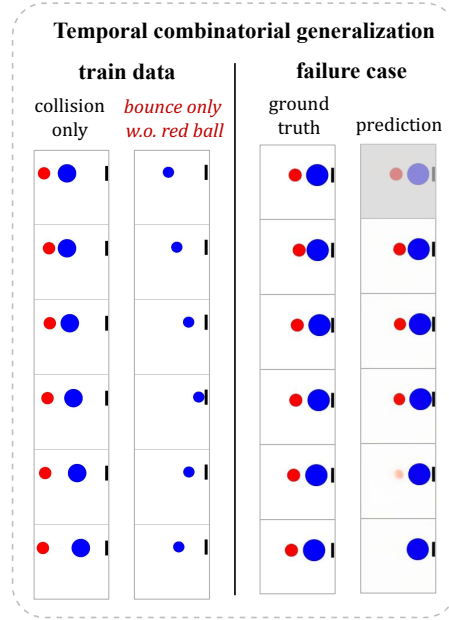 Temporal combinatorial generalization
train data
failure case
collision
only
bounce only
w.o. red ball
ground
truth
prediction